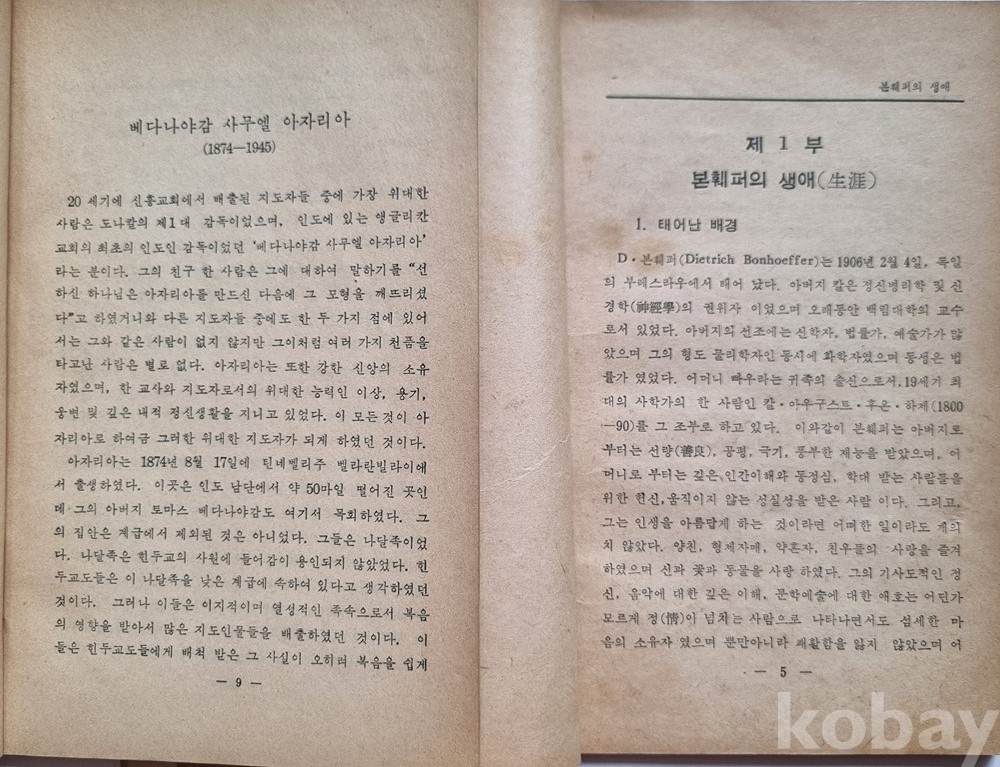 베다나야감 사무엘 아자리아
(1874—1945)
20 세기에 신흥교회에서 배출된 지도자들 중에 가장 위대한
사람은 도나칼의 제1대 감독이었으며, 인도에 있는 앵글리칸
교회의 최초의 인도인 감독이었던 '베다나야감 사무엘 아자리아'
라는 분이다. 그의 친구 한 사람은 그에 대하여 말하기를 “선
하신 하나님은 아자리아를 만드신 다음에 그 모형을 깨뜨리셨
다”고 하였거니와 다른 지도자들 중에도 한 두 가지 점에 있어
서는 그와 같은 사람이 없지 않지만 그이처럼 여러 가지 천품을
타고난 사람은 별로 없다. 아자리아는 또한 강한 신앙의 소유
자였으며, 한 교사와 지도자로서의 위대한 능력인 이상, 용기,
웅변 및 깊은 내적 정신생활을 지니고 있었다. 이 모든것이 아
자리아로 하여금 그러한 위대한 지도자가 되게 하였던 것이다.
아자리아는 1874년 8월 17일에 틴네벨리주 벨라란빌라이에
서 출생하였다. 이곳은 인도 남단에서 약 50마일 떨어진 곳인
데·그의 아버지 토마스 베다나야감도 여기서 목회하였다. 그
의 집안은 계급에서 제외된 것은 아니었다. 그들은 나달족이었
다. 나달족은 힌두교의 사원에 들어감이 용인되지 않았었다. 힌
두교도들은 이 나달족을 낮은 계급에 속하여 있다고 생각하였던
것이다. 그러나 이들은 이지적이며 열성적인 족속으로서 복음
의 영향을 받아서 많은 지도인물들을 배출하였던 것이다. 이
들은 힌두교도들에게 배척 받은 그 사실이 오히려 복음을 쉽게
— 9 —
본훼퍼의 생애
제 1 부
본훼퍼의 생애(生涯)
1. 태어난 배경
D·본훼퍼(Dietrich Bonhoeffer)는 1906년 2월 4일, 독일
의 부레스라우에서 태어 났다. 아버지 칼은 정신병리학 및 신
경학(神經學)의 권위자 이었으며 오래동안 백림대학의 교수
로서 있었다. 아버지의 선조에는 신학자, 법률가, 예술가가 많
았으며 그의 형도 물리학자인 동시에 화학자였으며 동생은 법
률가 였었다. 어머니 빠우라는 귀족의 출신으로서.19세기 최
대의 사학가의 한 사람인 칼·아우구스트·후온·하제(1800
—90)를 그 조부로 하고 있다. 이와같이 본훼퍼는 아버지로
부터는 선량(善良), 공평, 극기, 풍부한 재능을 받았으며, 어
머니로 부터는 깊은 인간이해와 동정심, 학대 받는 사람들을
위한 헌신,움직이지 않는 성실성을 받은 사람 이다. 그리고,
그는 인생을 아름답게 하는 것이라면 어떠한 일이라도 개의
치 않았다. 양친, 형제자매, 약혼자, 친우들의 사랑을 즐겨
하였으며 산과 꽃과 동물을 사랑 하였다. 그의 기사도적인 정
신, 음악에 대한 깊은 이해, 문학예술에 대한 애호는 어딘가
모르게 정(情)이 넘차는 사람으로 나타나면서도 섬세한 마
음의 소유자 였으며 뿐만아니라 쾌활함을 잃지 않았으며 어
— 5 —
kobay